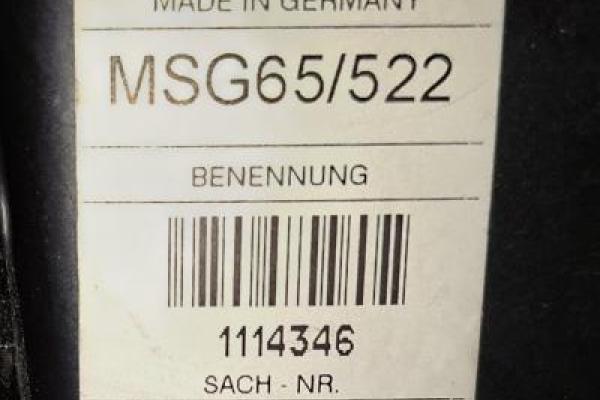 MADE IN GERMANY
MSG65/522
BENENNUNG
1114346
SACH - NR.